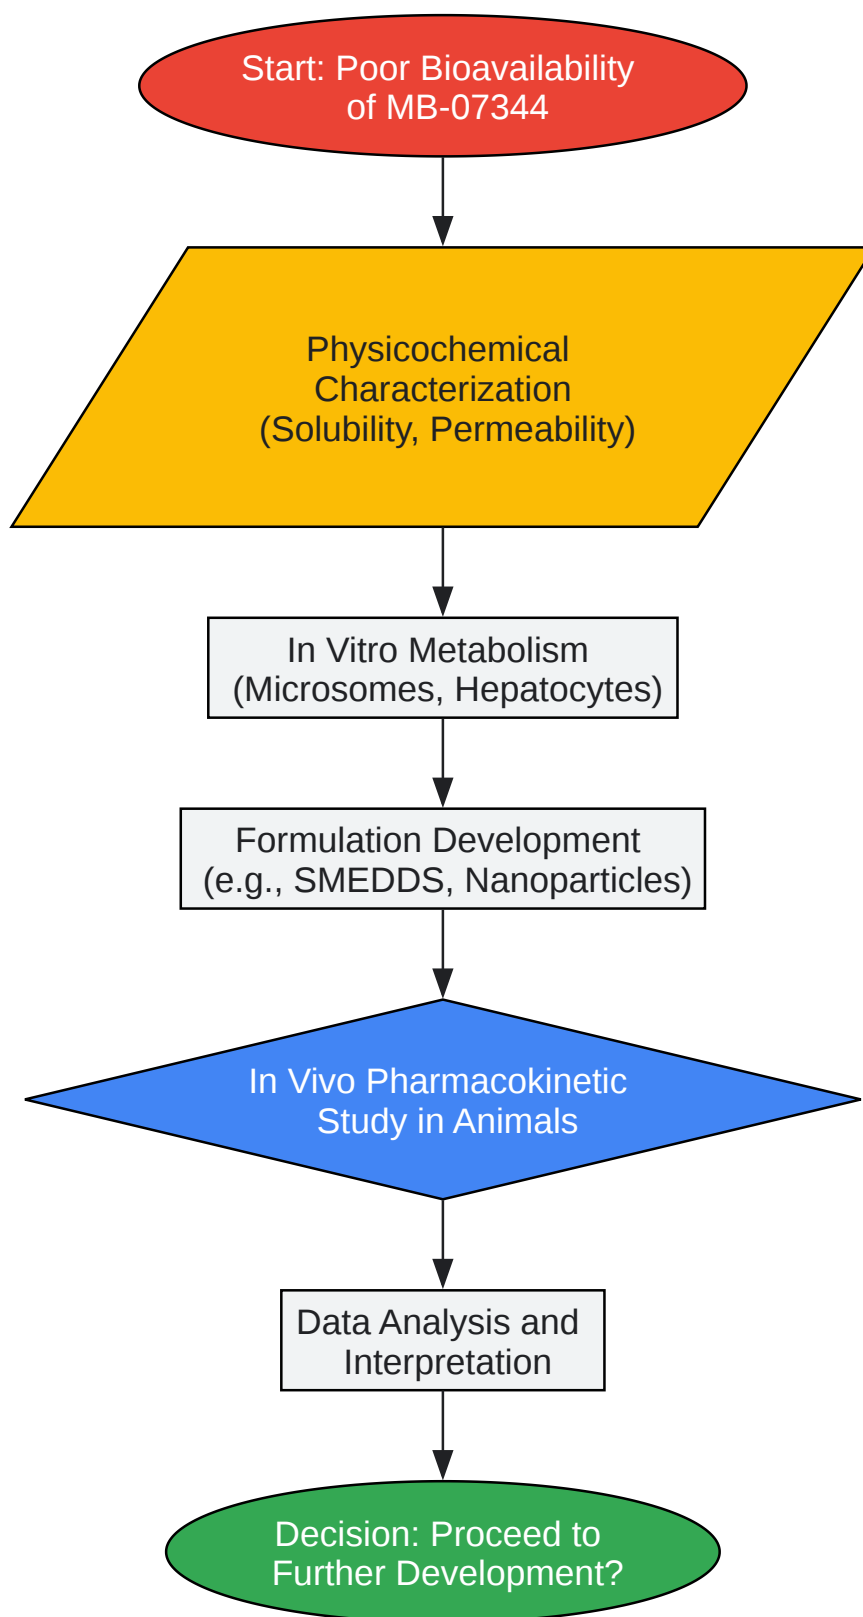 Start: Poor Bioavailability
of MB-07344
Physicochemical
Characterization
(Solubility, Permeability)
In Vitro Metabolism
(Microsomes, Hepatocytes)
Formulation Development
(e.g., SMEDDS, Nanoparticles)
In Vivo Pharmacokinetic
Study in Animals
Data Analysis and
Interpretation
Decision: Proceed to
Further Development?